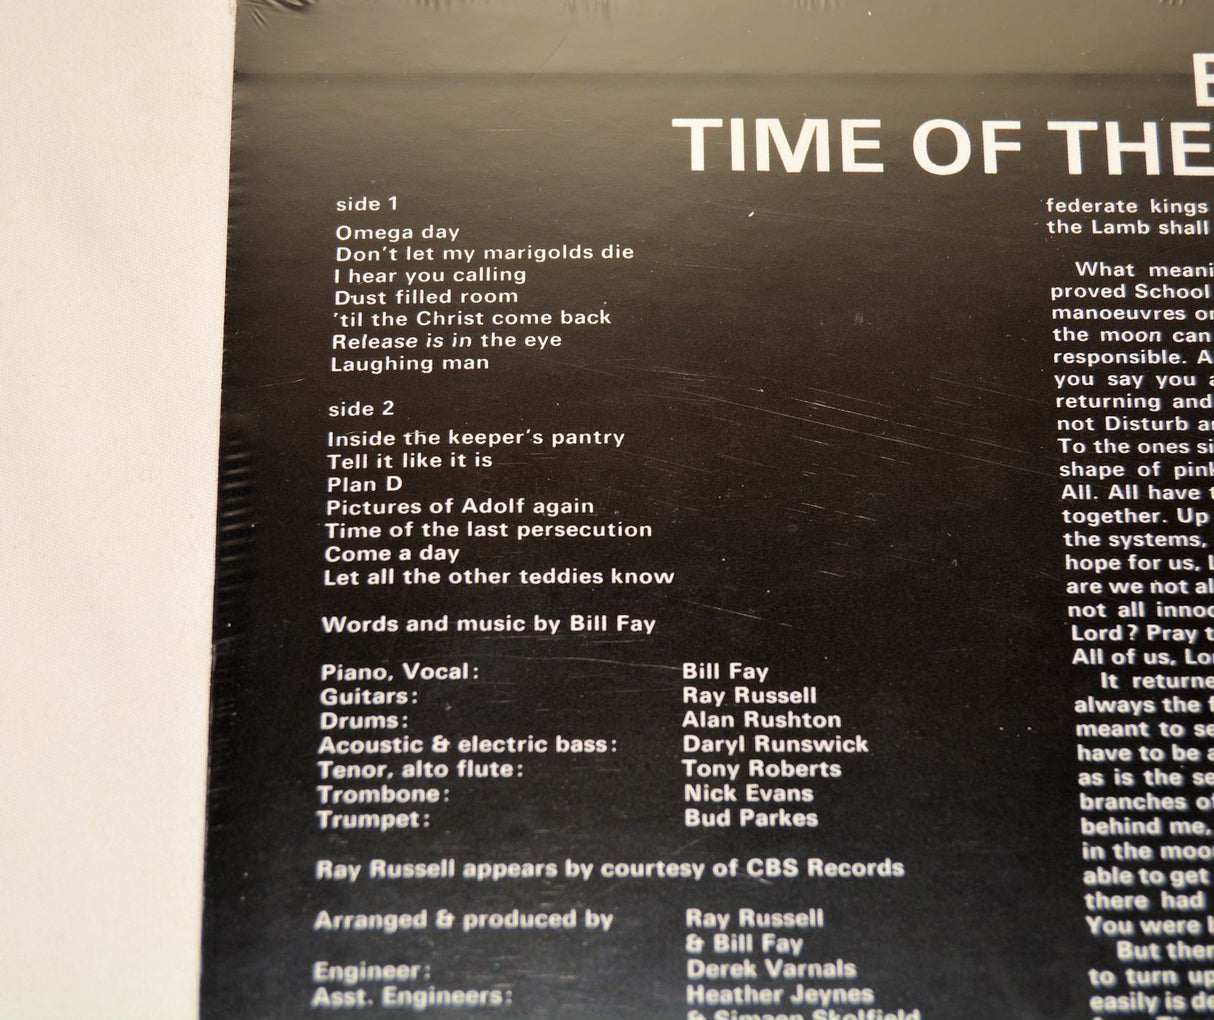 TIME OF THE
side 1
Omega day
Don't let my marigolds die
I hear you calling
Dust filled room
'til the Christ come back
Release is in the eye
Laughing man
side 2
Inside the keeper's pantry
Tell it like it is
Plan D
Pictures of Adolf again
Time of the last persecution
Come a day
Let all the other teddies know
Words and music by Bill Fay
Piano, Vocal: Bill Fay
Guitars: Ray Russell
Drums: Alan Rushton
Acoustic & electric bass: Daryl Runswick
Tenor, alto flute: Tony Roberts
Trombone: Nick Evans
Trumpet: Bud Parkes
Ray Russell appears by courtesy of CBS Records
Arranged & produced by Ray Russell
& Bill Fay
Engineer: Derek Varnals
Asst. Engineers: Heather Jeynes
federate kings
the Lamb shall
What
proved School
manoeuvres
the moon can
responsible.
you say you
returning and
not Disturb
To the ones
shape of
All. All have
together. Up
the systems,
hope for us,
are we not
not all
Lord? Pray
All of us,
It
always the
meant to
have to be
as is the
branches
behind me,
in the
able to get
there had
You were
But
to turn up
easily is